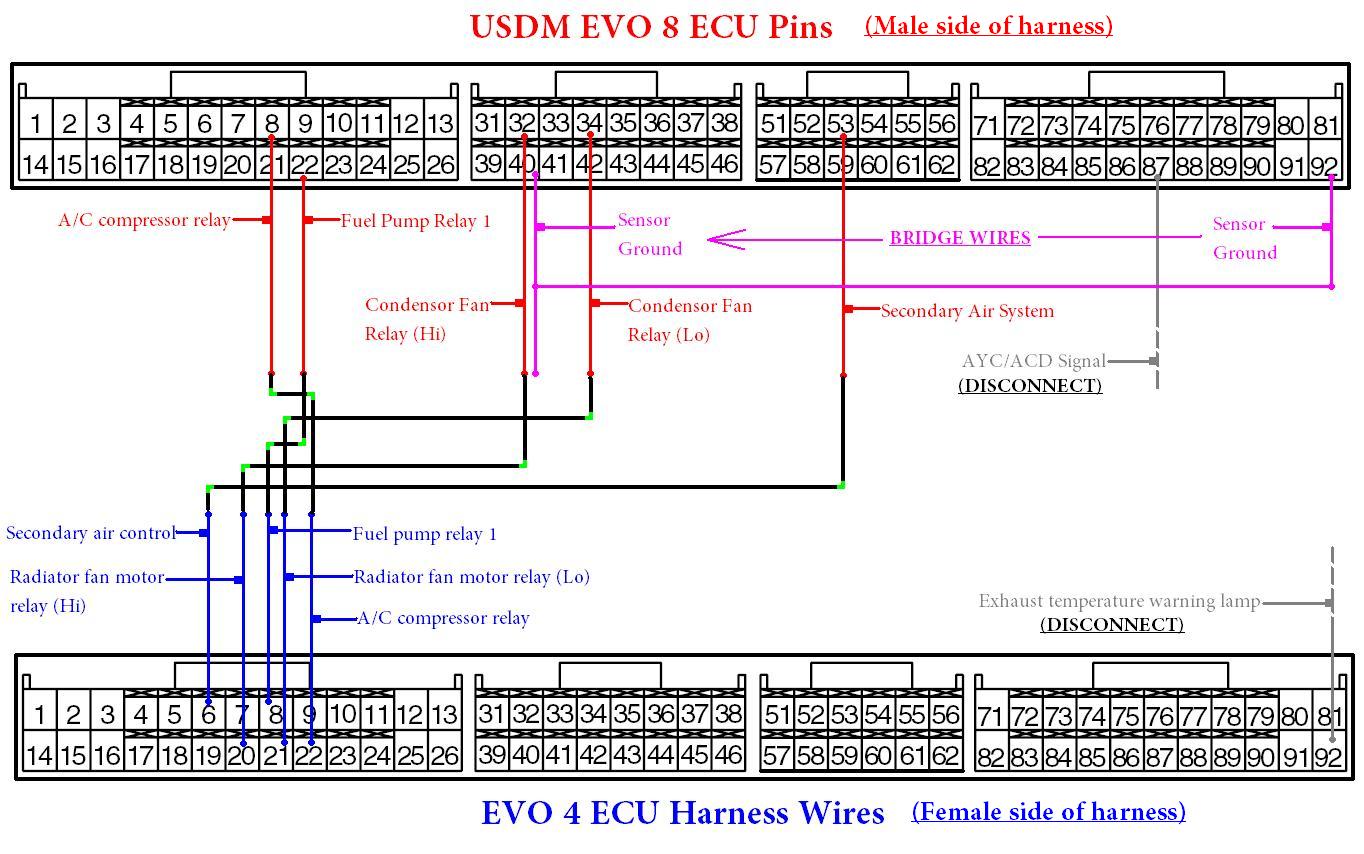 USDM EVO 8 ECU Pins (Male side of harness)
1 2 3 4 5 6 7 8 9 10 11 12 13 31 32 33 34 35 36 37 38 51 52 53 54 55 56 71 72 73 74 75 76 77 78 79 80 81
14 15 16 17 18 19 20 21 22 23 24 25 26 39 40 41 42 43 44 45 46 57 58 59 60 61 62 82 83 84 85 86 87 88 89 90 91 92
A/C compressor relay Fuel Pump Relay 1 Sensor BRIDGE WIRES Sensor
Ground Ground
Condensor Fan Condensor Fan Secondary Air System
Relay (Hi) Relay (Lo)
AYC/ACD Signal
(DISCONNECT)
Secondary air control Fuel pump relay 1
Radiator fan motor Radiator fan motor relay (Lo)
relay (Hi)
A/C compressor relay
Exhaust temperature warning lamp
(DISCONNECT)
1 2 3 4 5 6 7 8 9 10 11 12 13 31 32 33 34 35 36 37 38 51 52 53 54 55 56 71 72 73 74 75 76 77 78 79 80 81
14 15 16 17 18 19 20 21 22 23 24 25 26 39 40 41 42 43 44 45 46 57 58 59 60 61 62 82 83 84 85 86 87 88 89 90 91 92
EVO 4 ECU Harness Wires (Female side of harness)